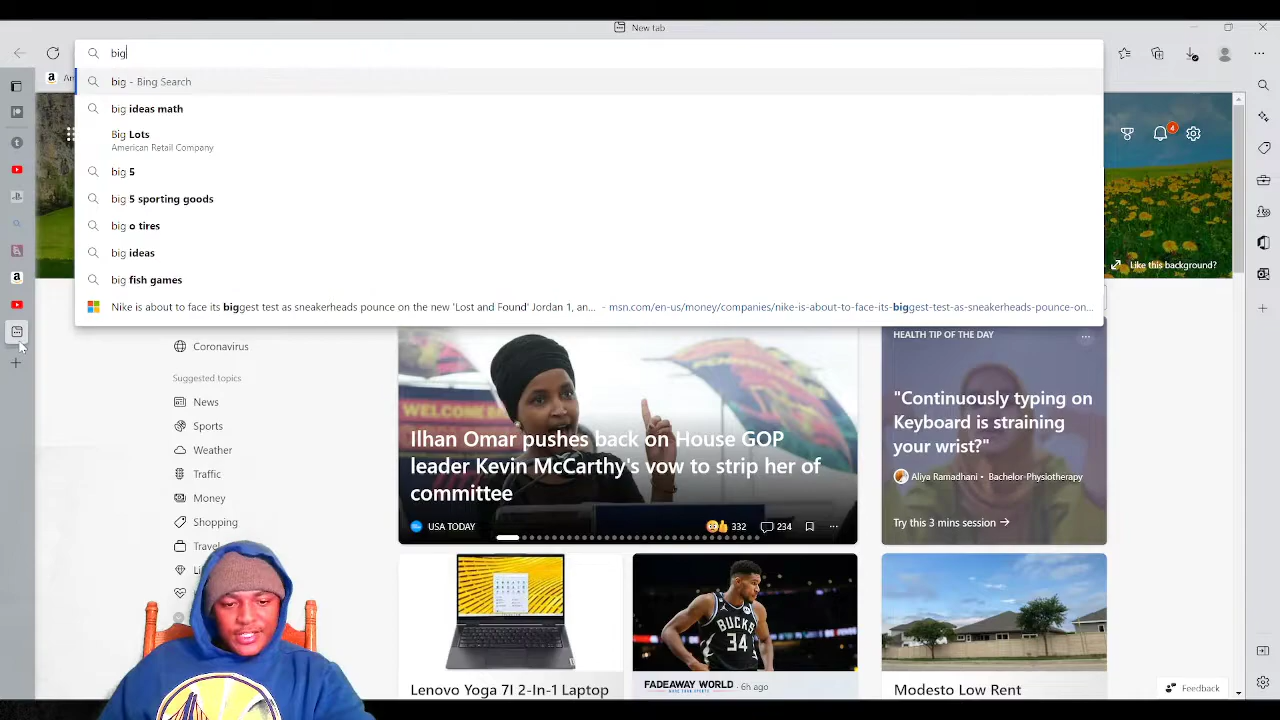 New tab
big
a Am
big - Bing Search
big ideas math
Big Lots
American Retail Company
big 5
big 5 sporting goods
big o tires
big ideas
big fish games
Nike is about to face its biggest test as sneakerheads pounce on the new 'Lost and Found' Jordan 1, an... - msn.com/en-us/money/companies/nike-is-about-to-face-its-biggest-test-as-sneakerheads-pounce-on...
4
Like this background?
Coronavirus
Suggested topics
News
Sports
Weather
Traffic
Money
Shopping
Travel
WELCOME
Ilhan Omar pushes back on House GOP
leader Kevin McCarthy's vow to strip her of
committee
USA TODAY
332
234
HEALTH TIP OF THE DAY
"Continuously typing on
Keyboard is straining
your wrist?"
Aliya Ramadhani • Bachelor-Physiotherapy
Try this 3 mins session
BUCKS
34
Lenovo Yoga 7I 2-In-1 Laptop
FADEAWAY WORLD
6h ago
Modesto Low Rent
Feedback